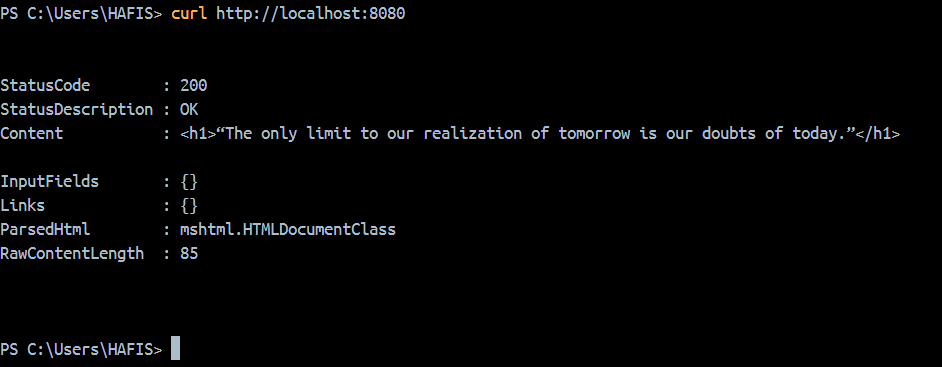 PS C:\Users\HAFIS> curl http://localhost:8080
StatusCode        : 200
StatusDescription : OK
Content           : <h1>“The only limit to our realization of tomorrow is our doubts of today.”</h1>
InputFields       : {}
Links             : {}
ParsedHtml        : mshtml.HTMLDocumentClass
RawContentLength  : 85
PS C:\Users\HAFIS>